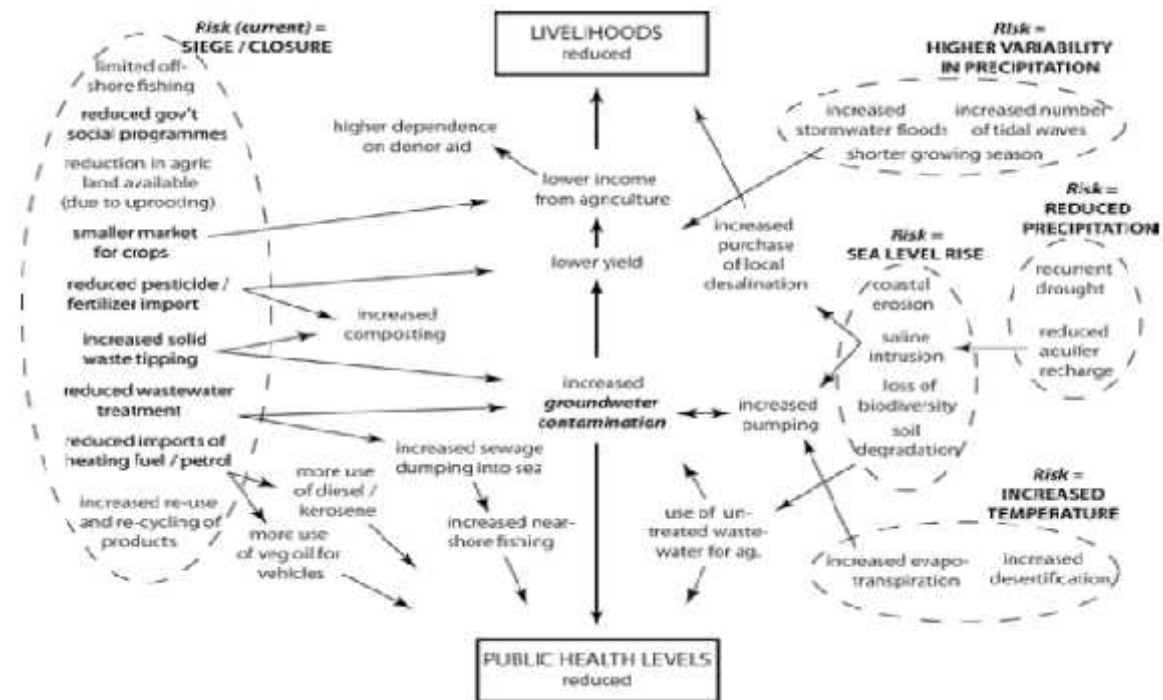 Risk (current) =
SIEGE / CLOSURE
limited off-
shore fishing
reduced gov't
social programmes
reduction in agric
land available
(due to uprooting)
smaller market
for crops
reduced pesticide /
fertilizer import
increased solid
waste tipping
reduced wastewater
treatment
reduced imports of
heating fuel / petrol
increased re-use
and re-cycling of
products
LIVELIHOODS
reduced
higher dependence
on donor aid
lower income
from agriculture
lower yield
increased
composting
increased
groundwater
contamination
increased sewage
dumping into sea
more use
of diesel /
kerosene
more use
of veg oil for
vehicles
increased near-
shore fishing
increased
purchase
of local
desalination
increased
pumping
use of un-
treated waste-
water for ag.
PUBLIC HEALTH LEVELS
reduced
Risk =
HIGHER VARIABILITY
IN PRECIPITATION
increased
stormwater floods
increased number
of tidal waves
shorter growing season
Risk =
REDUCED
PRECIPITATION
recurrent
drought
reduced
aquifer
recharge
Risk =
SEA LEVEL RISE
coastal
erosion
saline
intrusion
loss of
biodiversity
soil
degradation
Risk =
INCREASED
TEMPERATURE
increased evapo-
transpiration
increased
desertification